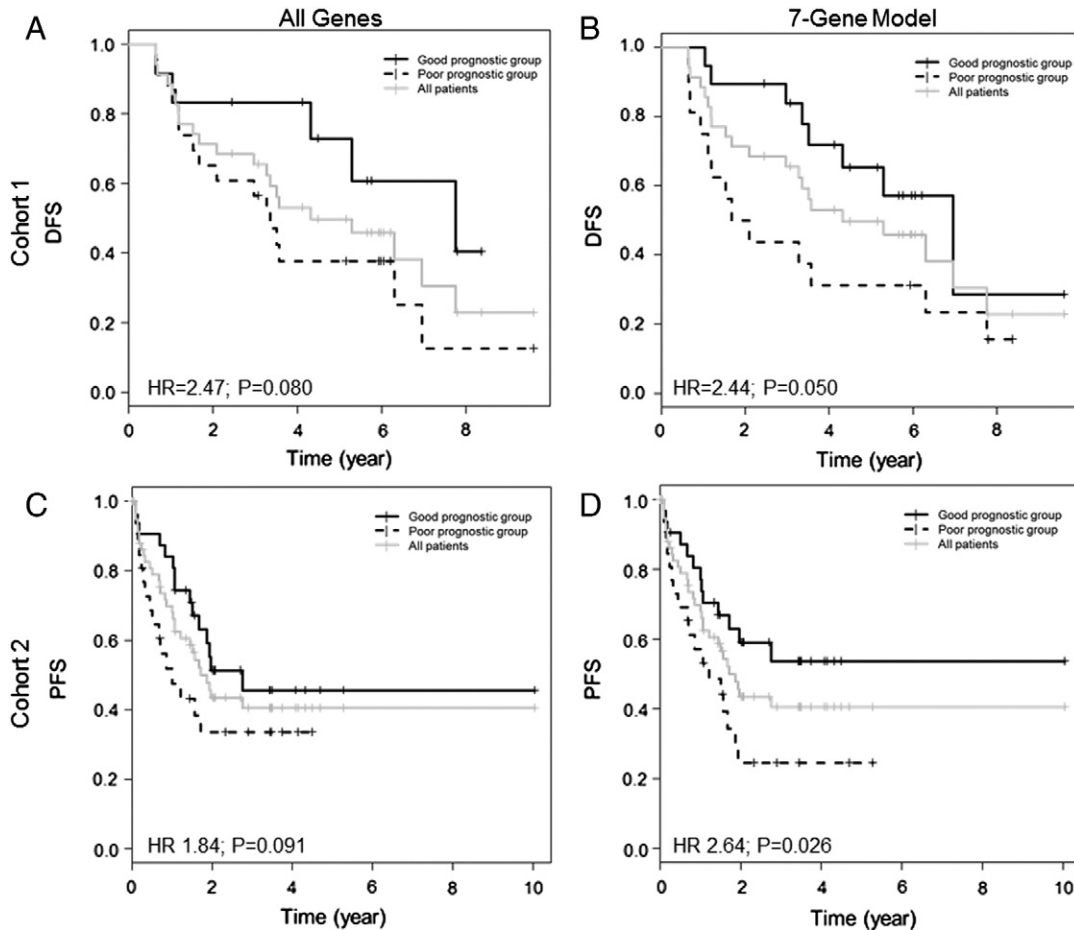 All Genes
7-Gene Model
A
1.0
0.8
0.6
0.4
0.2
0.0
Good prognostic group
Poor prognostic group
All patients
HR=2.47; P=0.080
0 2 4 6 8
Time (year)
Cohort 1
DFS
B
1.0
0.8
0.6
0.4
0.2
0.0
Good prognostic group
Poor prognostic group
All patients
HR=2.44; P=0.050
0 2 4 6 8
Time (year)
DFS
C
1.0
0.8
0.6
0.4
0.2
0.0
Good prognostic group
Poor prognostic group
All patients
HR 1.84; P=0.091
0 2 4 6 8 10
Time (year)
Cohort 2
PFS
D
1.0
0.8
0.6
0.4
0.2
0.0
Good prognostic group
Poor prognostic group
All patients
HR 2.64; P=0.026
0 2 4 6 8 10
Time (year)
PFS